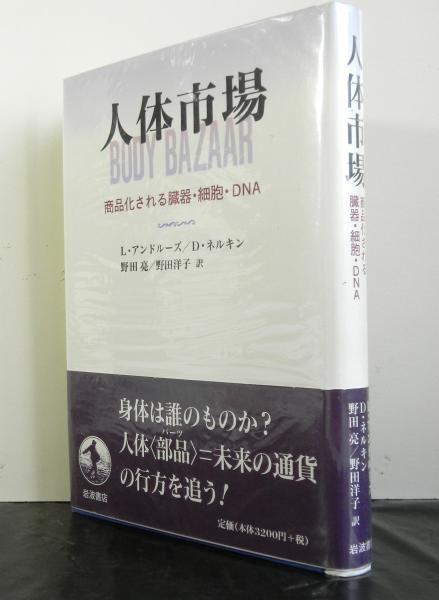 人体市場
BODY BAZAAR
商品化される臓器・細胞・DNA
L・アンドルーズ/D・ネルキン
野田 亮/野田洋子 訳
身体は誰のものか?
パーツ
人体〈部品〉=未来の通貨
の行方を追う!
岩波書店
定価(本体3200円+税)
人体市場
商品化される
臓器・細胞・DNA
D・ネルキン
野田 亮/野田洋子 訳
岩波書